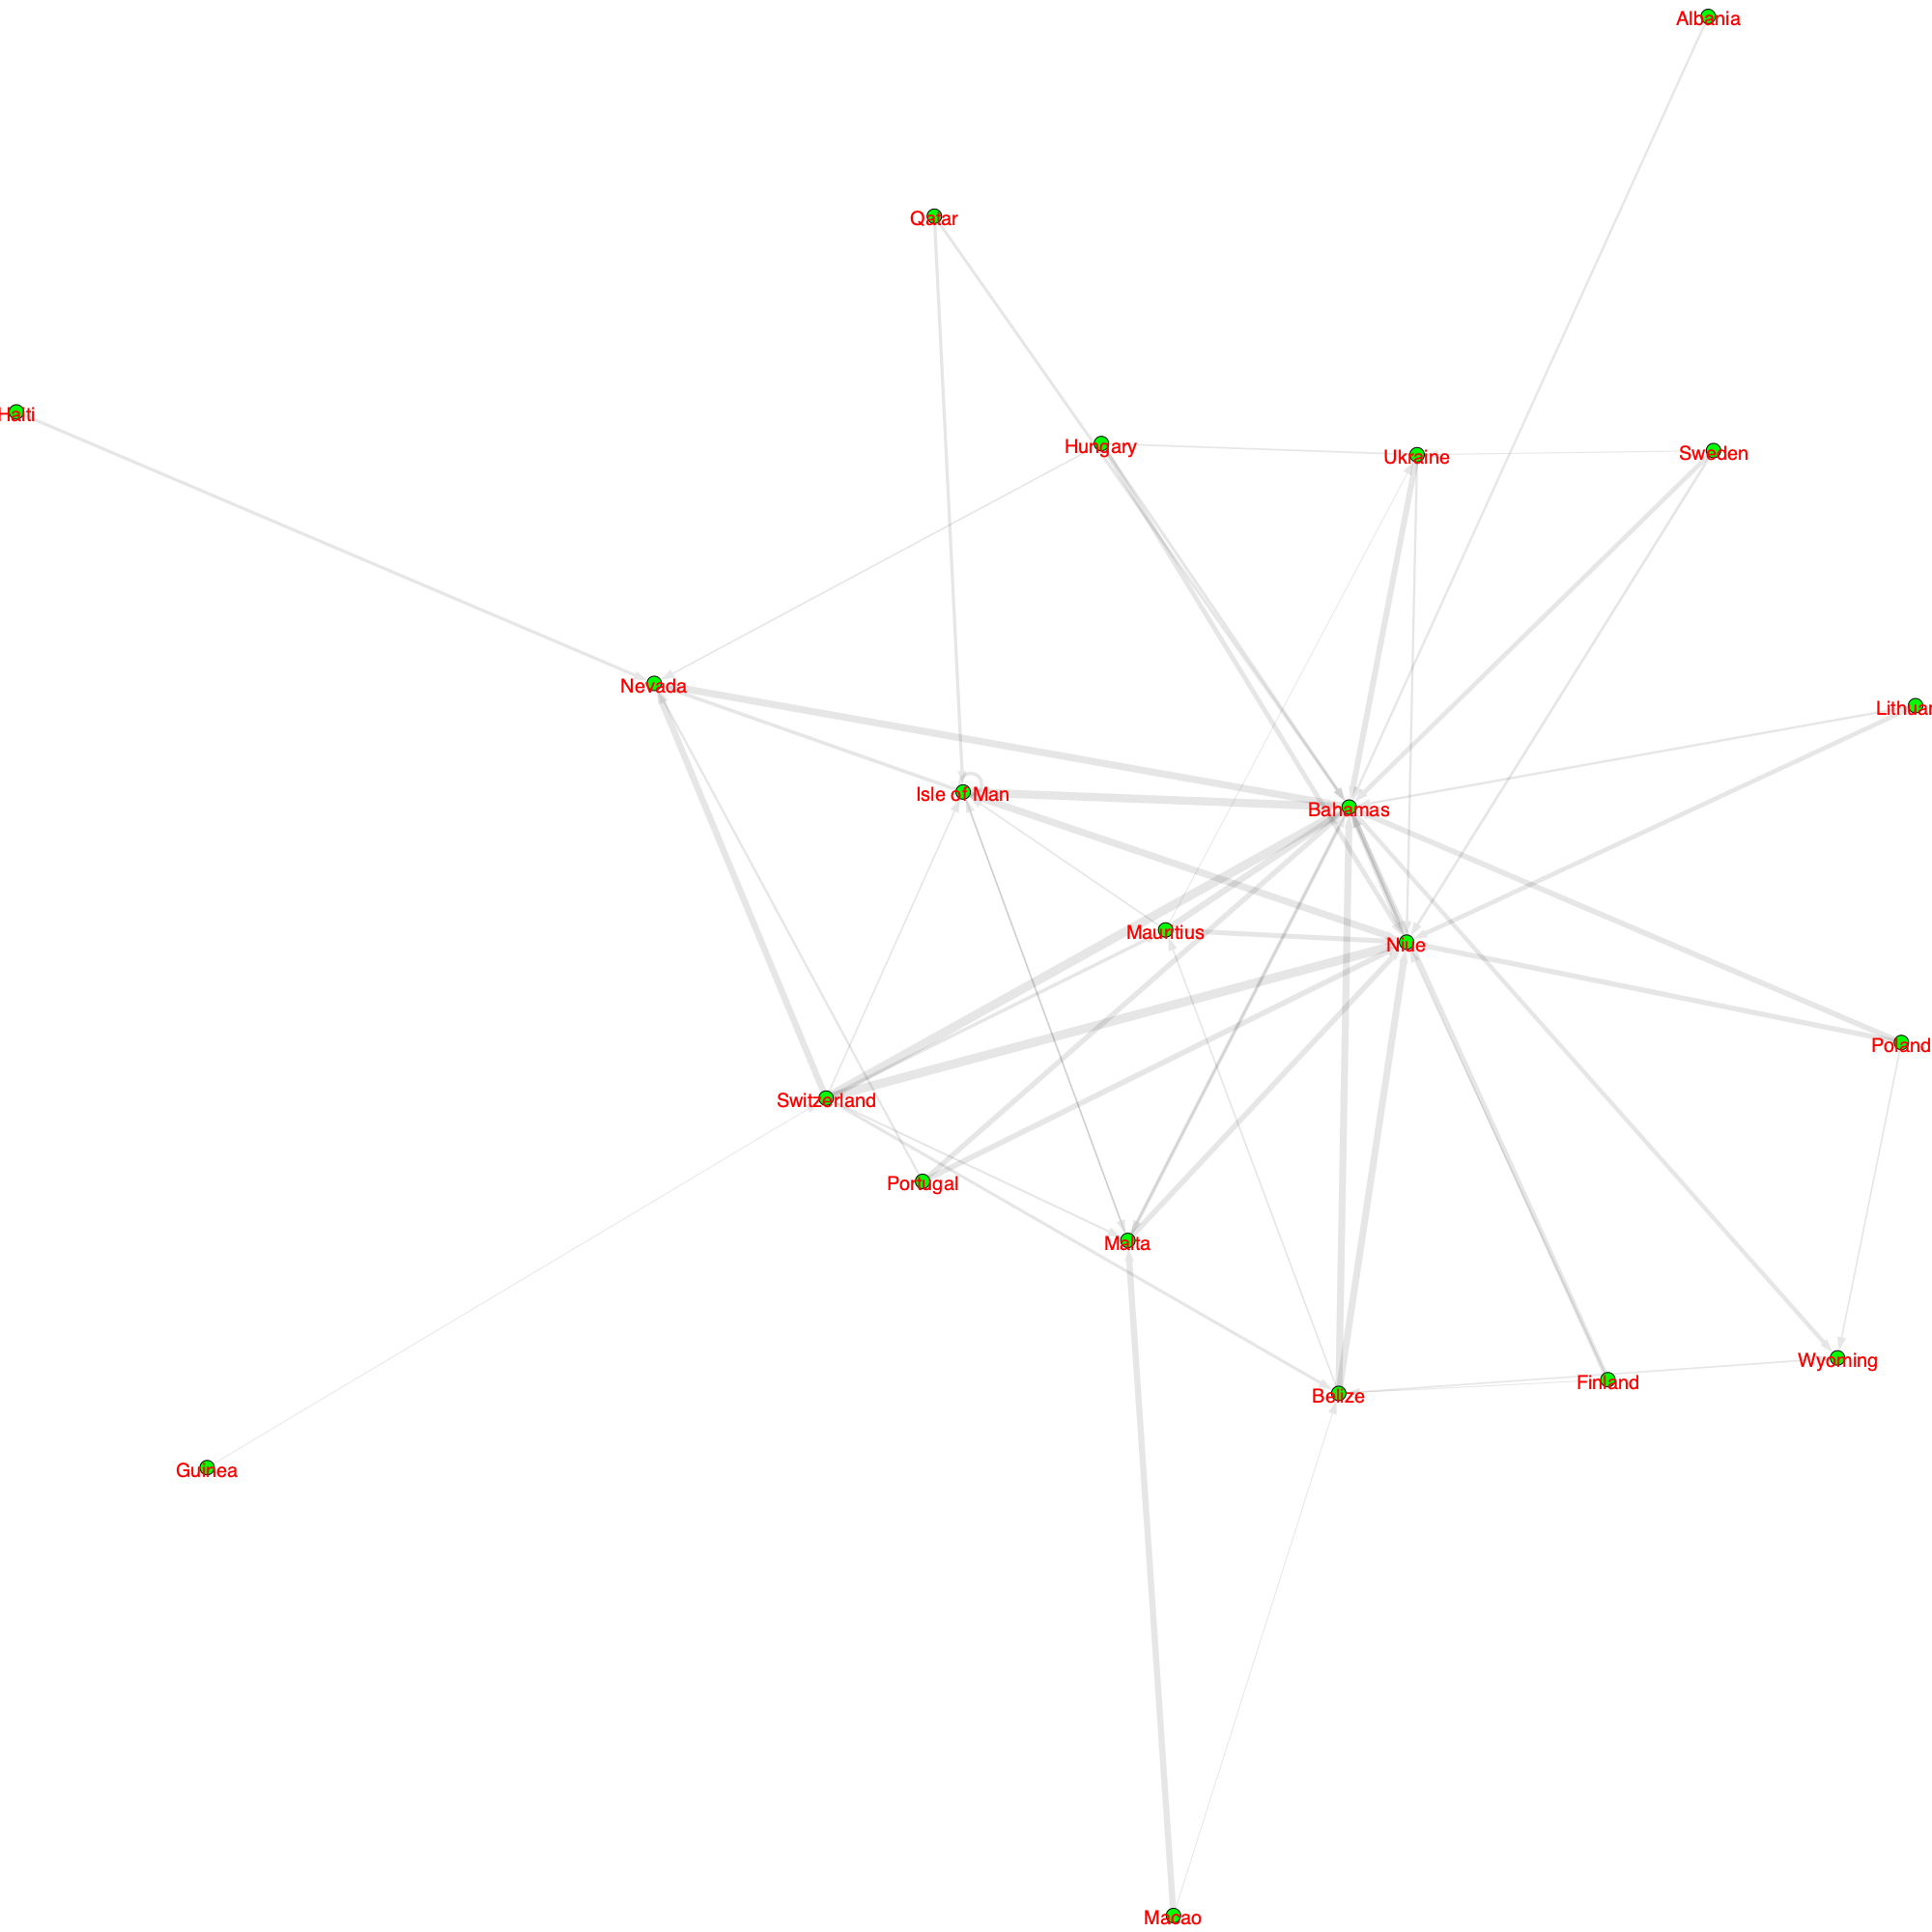 Albania
Qatar
Haiti
Hungary
Ukraine
Sweden
Nevada
Lithuan
Isle of Man
Bahamas
Mauritius
Niue
Poland
Switzerland
Portugal
Malta
Wyoming
Finland
Belize
Guinea
Macao